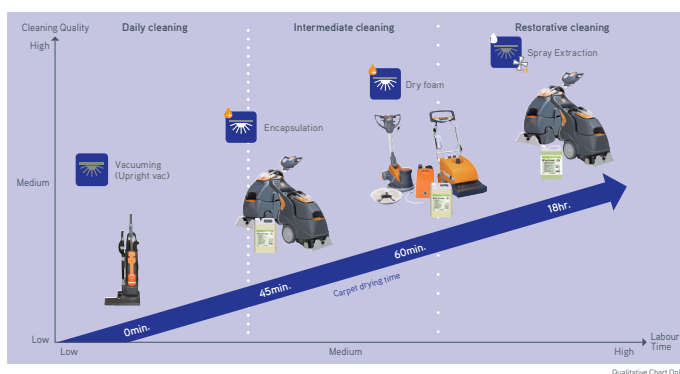 Cleaning Quality
Daily cleaning
Intermediate cleaning
Restorative cleaning
High
Spray Extraction
Dry foam
Encapsulation
Vacuuming
(Upright vac)
Medium
18hr.
60min.
45min.
Carpet drying time
0min.
Low
Low
Medium
High
Labour
Time